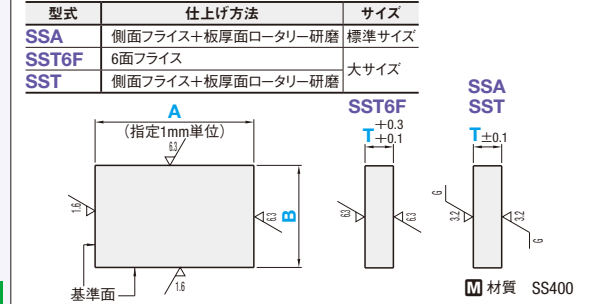 型式 仕上げ方法 サイズ
SSA 側面フライス+板厚面ロータリー研磨 標準サイズ
SST6F 6面フライス 大サイズ
SST 側面フライス+板厚面ロータリー研磨
A
(指定1mm単位)
6.3
1.6
6.3
B
1.6
基準面
SST6F
T+0.3
+0.1
6.3
6.3
SSA
SST
T±0.1
G
3.2
3.2
G
M 材質 SS400